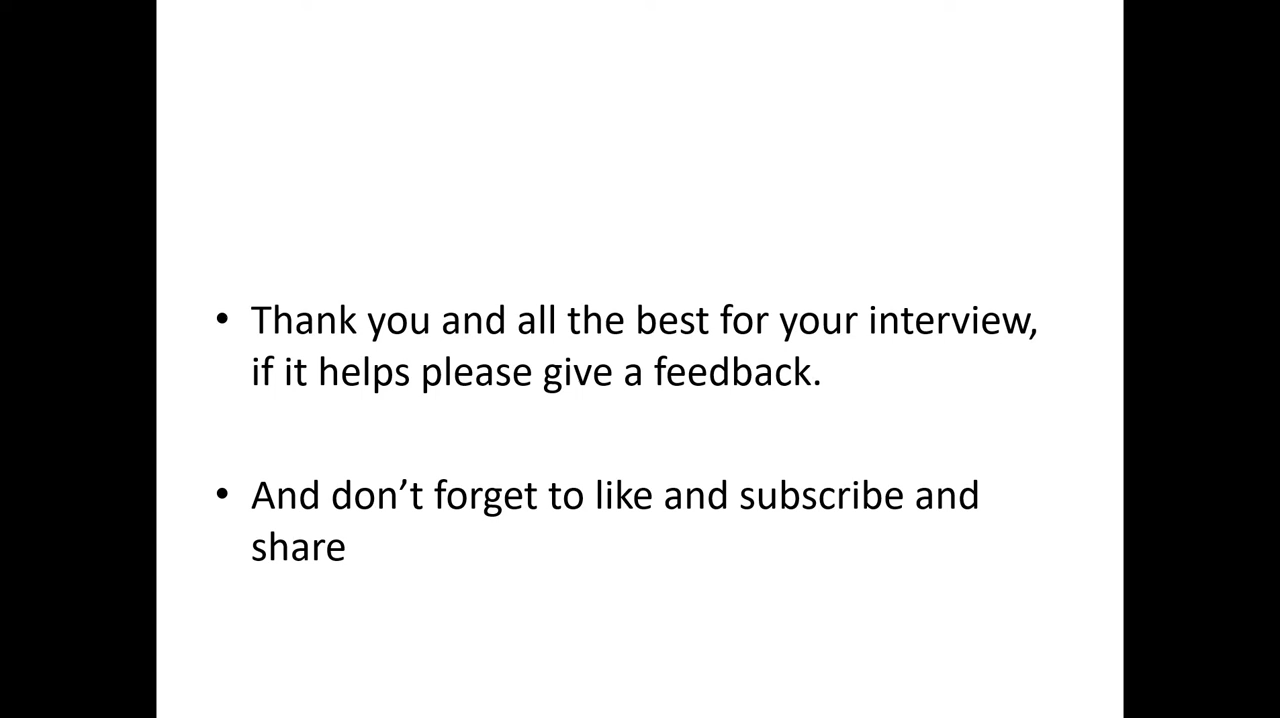 • Thank you and all the best for your interview,
if it helps please give a feedback.
• And don’t forget to like and subscribe and
share